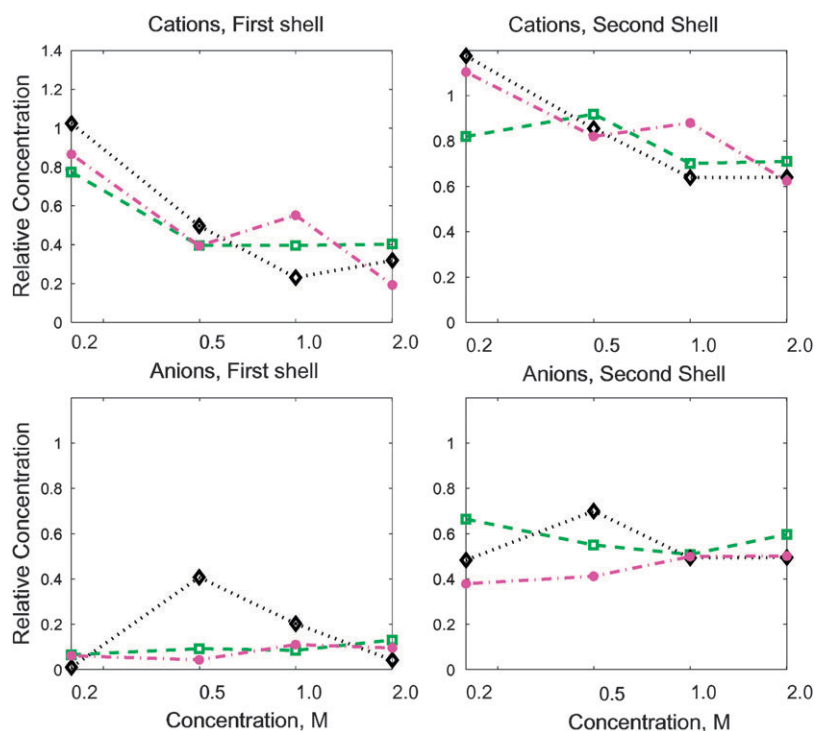 Cations, First shell
Cations, Second Shell
1.4
1.2
1
0.8
0.6
0.4
0.2
0
Relative Concentration
0.2 0.5 1.0 2.0
1
0.8
0.6
0.4
0.2
0
0.2 0.5 1.0 2.0
Anions, First shell
Anions, Second Shell
1
0.8
0.6
0.4
0.2
0
Relative Concentration
0.2 0.5 1.0 2.0
Concentration, M
1
0.8
0.6
0.4
0.2
0
0.2 0.5 1.0 2.0
Concentration, M